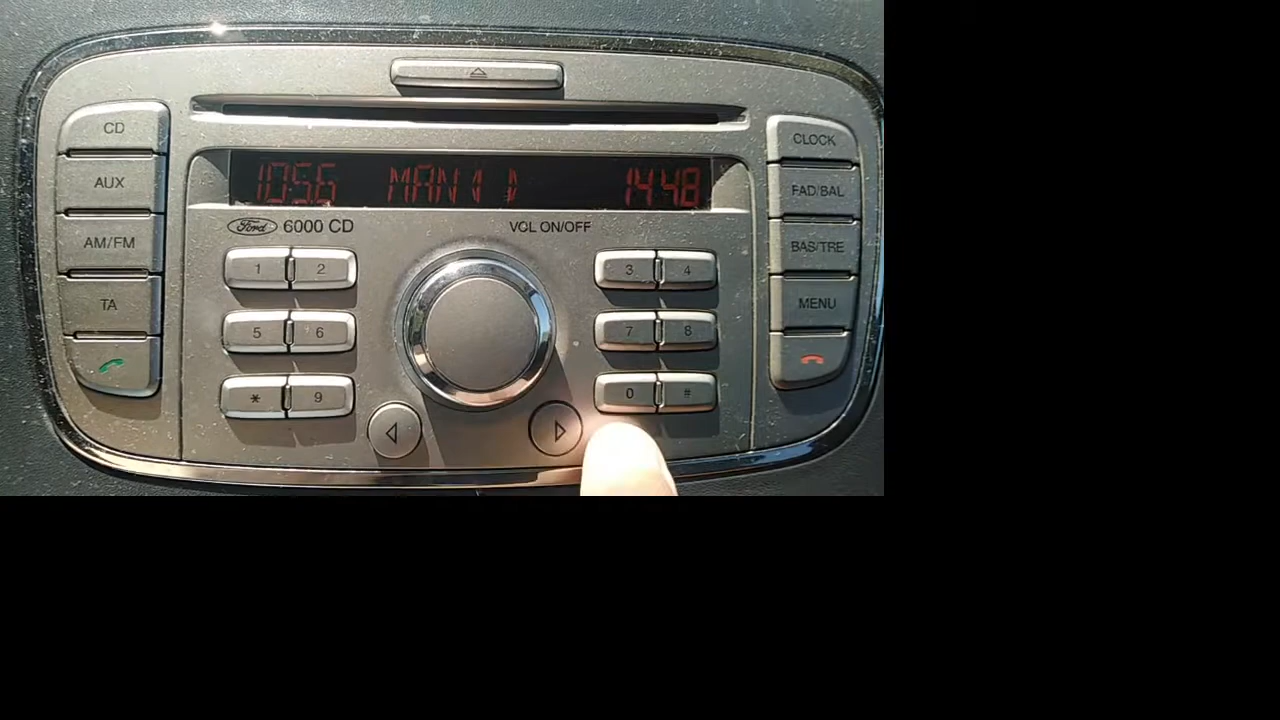 CD
CLOCK
10:56 MAN 1448
AUX
FAD/BAL
Ford 6000 CD
VOL ON/OFF
AM/FM
BAS/TRE
1 2
3 4
TA
MENU
5 6
7 8
* 9
0 #